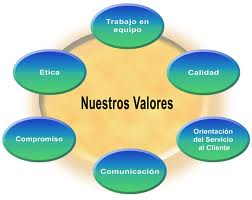 Trabajo en
equipo
Etica
Calidad
Nuestros Valores
Compromiso
Orientación
del Servicio
al Cliente
Comunicación